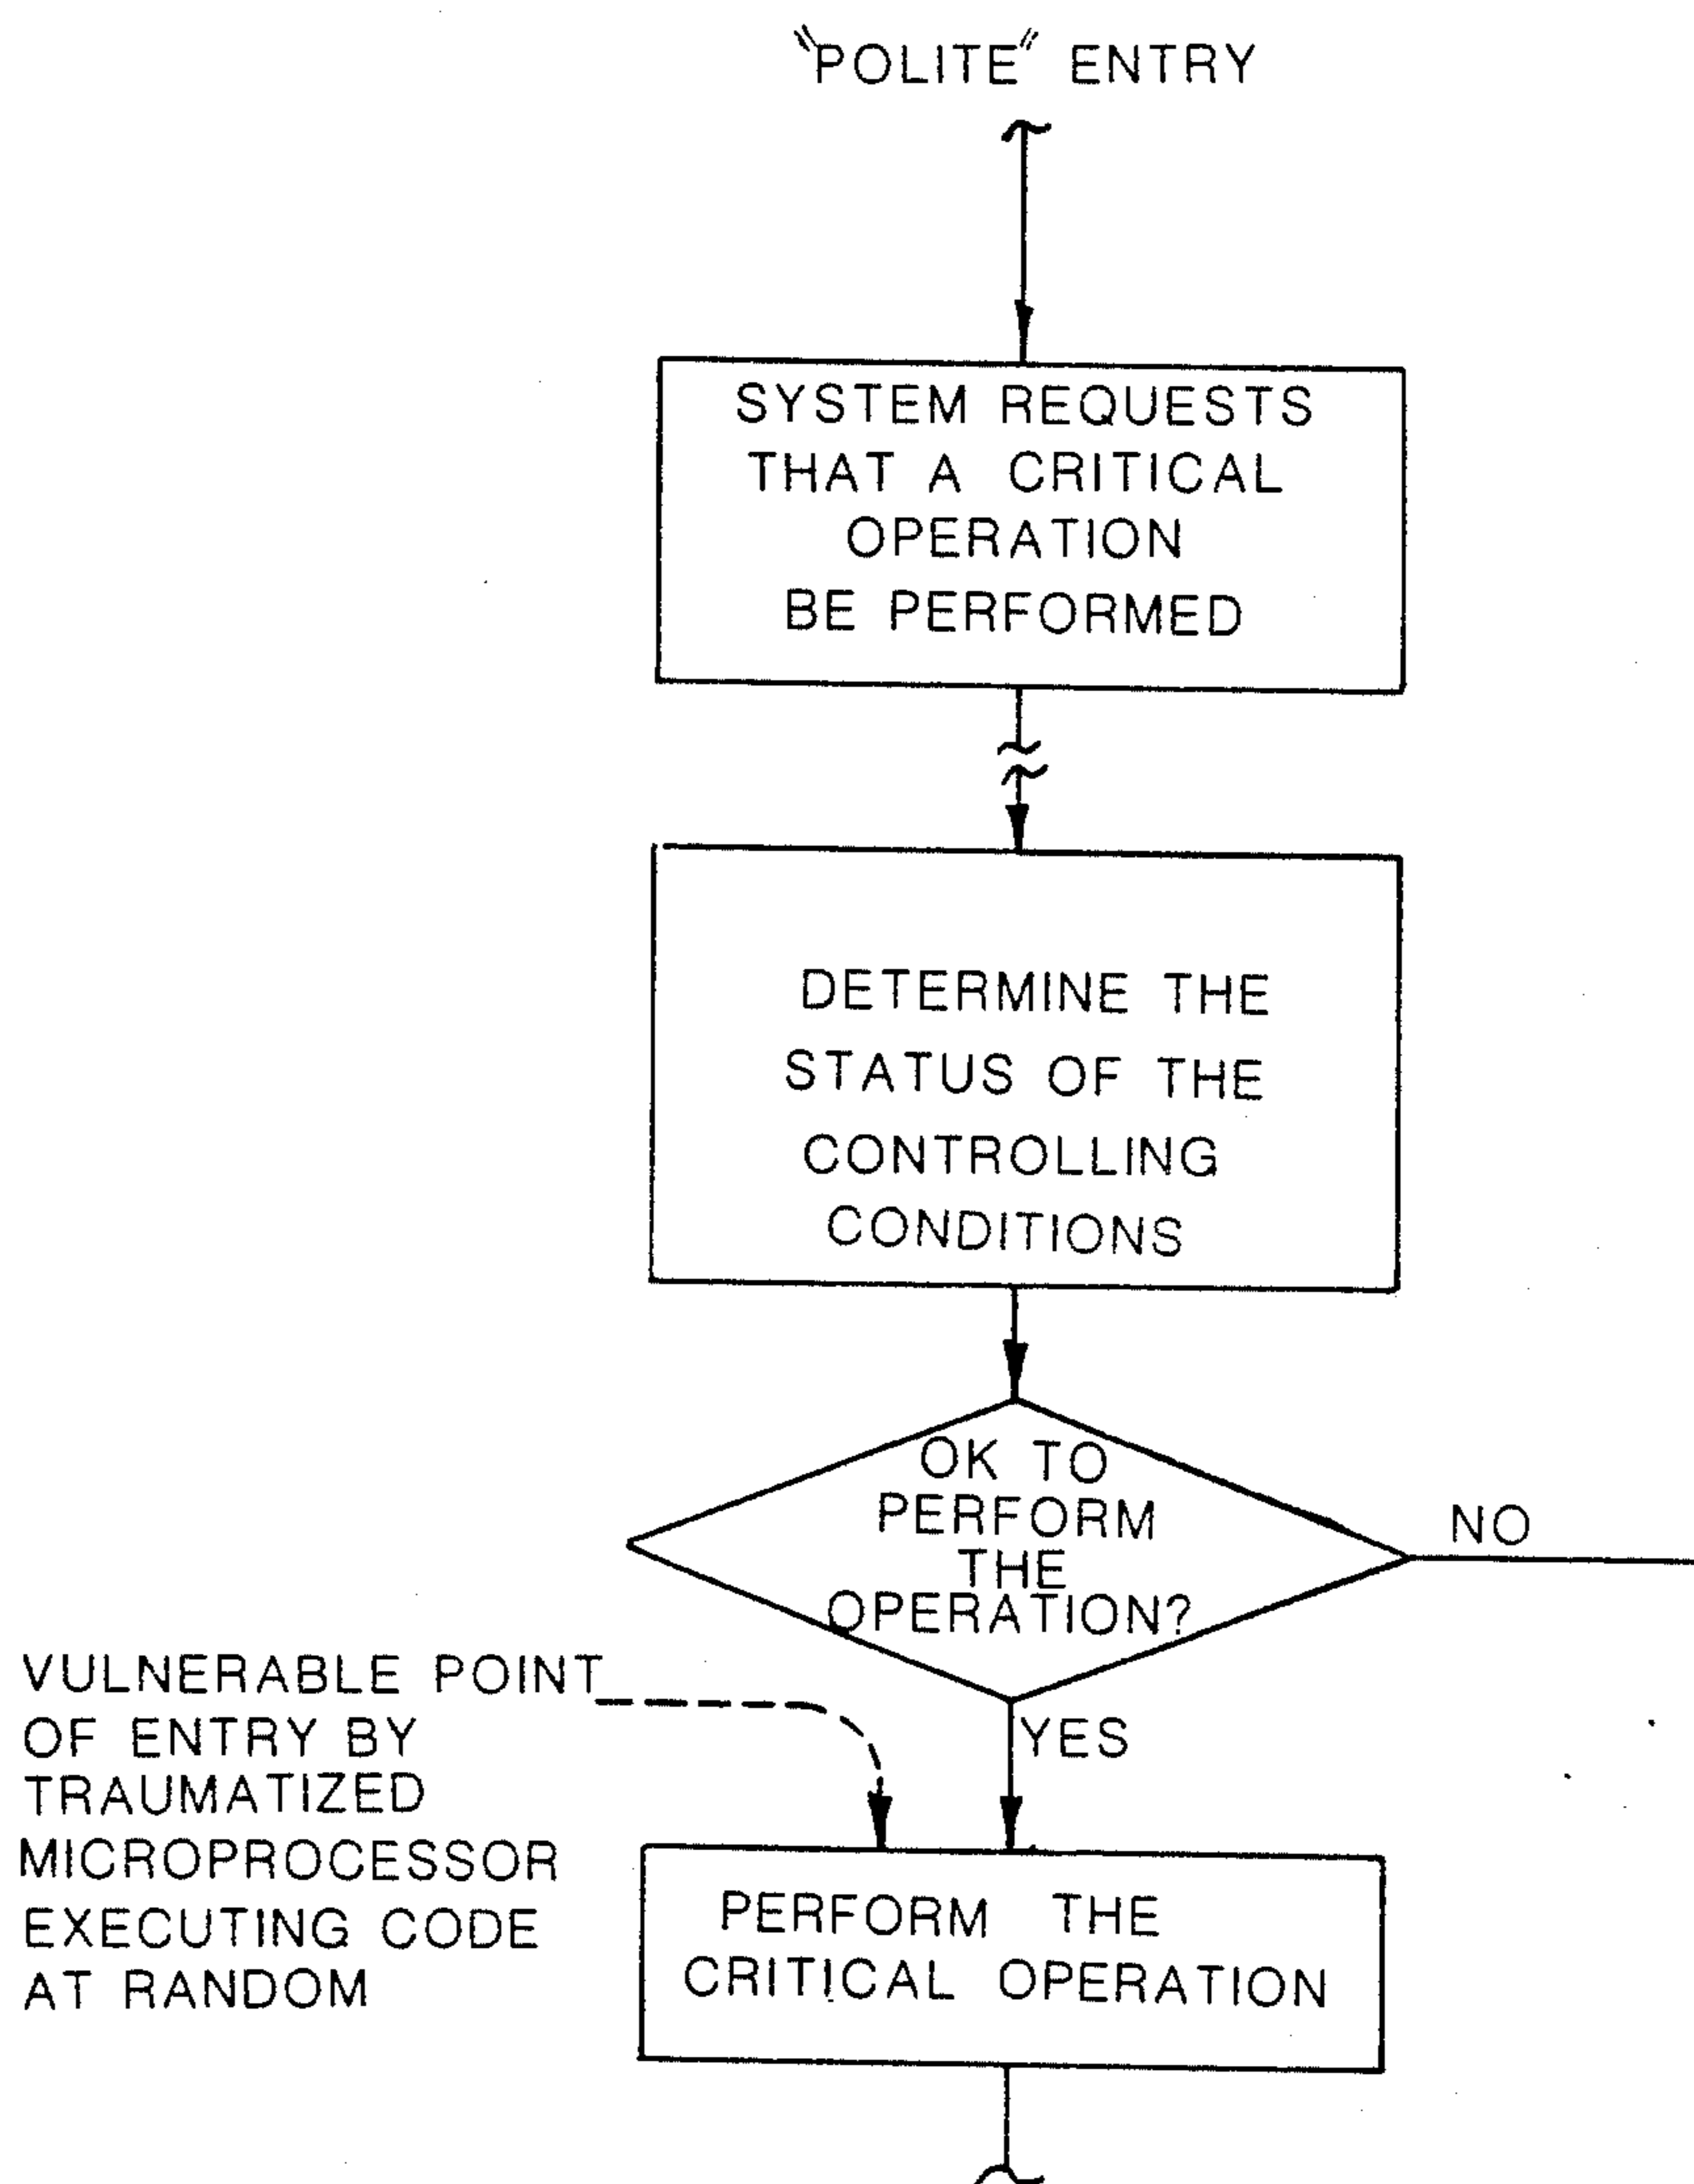 "POLITE" ENTRY
SYSTEM REQUESTS
THAT A CRITICAL
OPERATION
BE PERFORMED
DETERMINE THE
STATUS OF THE
CONTROLLING
CONDITIONS
OK TO
PERFORM
THE
OPERATION?
NO
YES
VULNERABLE POINT
OF ENTRY BY
TRAUMATIZED
MICROPROCESSOR
EXECUTING CODE
AT RANDOM
PERFORM THE
CRITICAL OPERATION